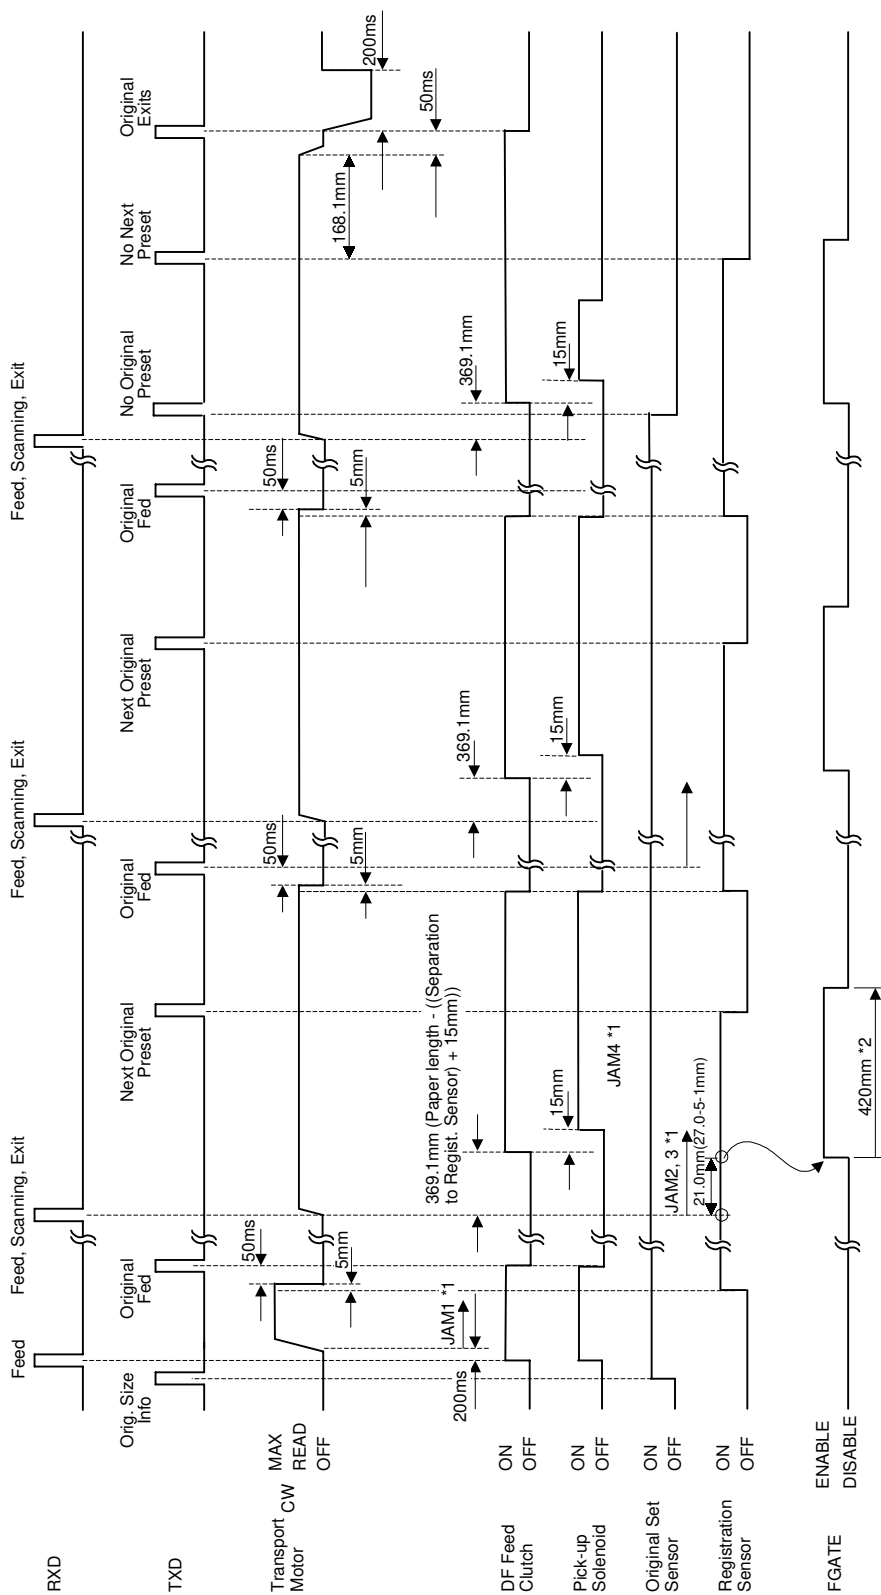 RXD
Feed
Feed, Scanning, Exit
Feed, Scanning, Exit
Feed, Scanning, Exit
TXD
Orig. Size
Info
Original
Fed
Next Original
Preset
Original
Fed
Next Original
Preset
Original
Fed
No Original
Preset
No Next
Preset
Original
Exits
Transport
Motor
CW
MAX
READ
OFF
50ms
5mm
50ms
5mm
50ms
5mm
168.1mm
50ms
200ms
200ms
JAM1 *1
369.1mm (Paper length - ((Separation
to Regist. Sensor) + 15mm))
369.1mm
369.1mm
DF Feed
Clutch
ON
OFF
Pick-up
Solenoid
ON
OFF
15mm
JAM4 *1
15mm
15mm
Original Set
Sensor
ON
OFF
JAM2, 3 *1
21.0mm(27.0-5-1mm)
Registration
Sensor
ON
OFF
FGATE
ENABLE
DISABLE
420mm *2